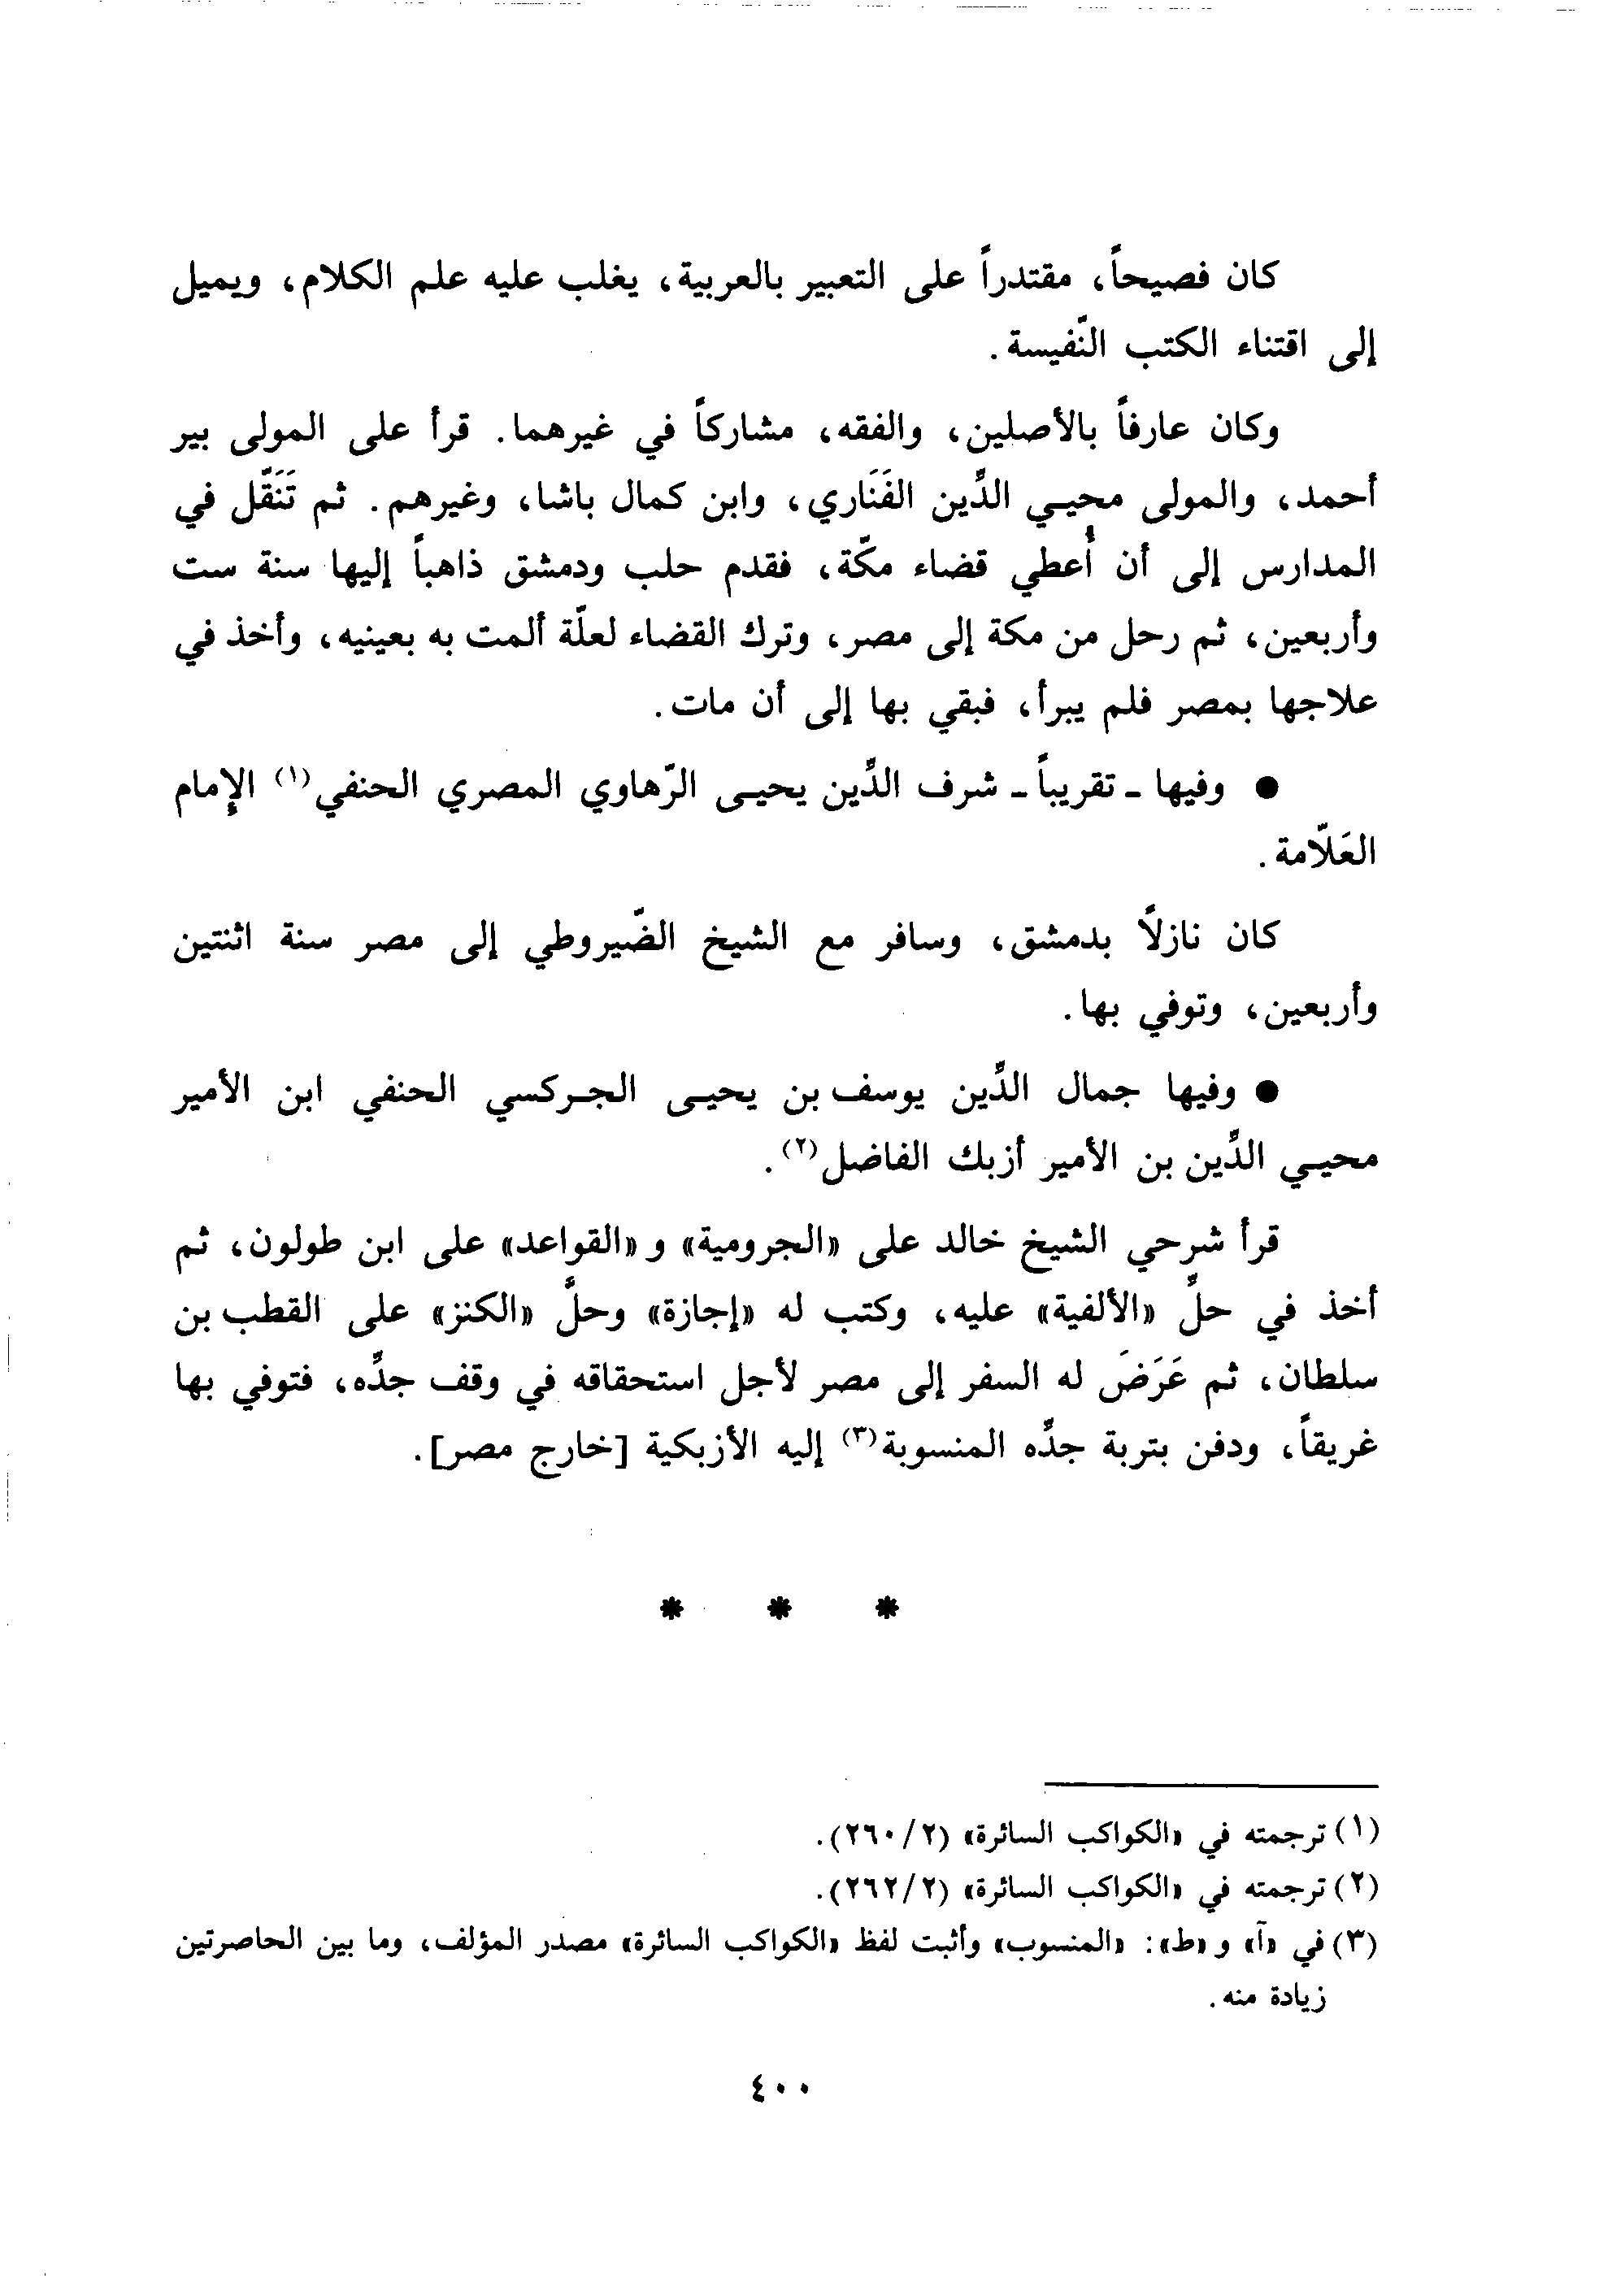 كان فصيحاً، مقتدراً على التعبير بالعربية، يغلب عليه علم الكلام، ويميل
إلى اقتناء الكتب النّفيسة.
وكان عارفاً بالأصلين، والفقه، مشاركاً في غيرهما. قرأ على المولى بير
أحمد، والمولى محيي الدِّين الفَنَاري، وابن كمال باشا، وغيرهم. ثم تَنَقَّل في
المدارس إلى أن أُعطي قضاء مكّة، فقدم حلب ودمشق ذاهباً إليها سنة ست
وأربعين، ثم رحل من مكة إلى مصر، وترك القضاء لعلّة ألمت به بعينيه، وأخذ في
علاجها بمصر فلم يبرأ، فبقي بها إلى أن مات.
● وفيها ـ تقريباً ـ شرف الدِّين يحيى الرّهاوي المصري الحنفي(١) الإِمام
العَلّامة.
كان نازلاً بدمشق، وسافر مع الشيخ الضّيروطي إلى مصر سنة اثنتين
وأربعين، وتوفي بها.
● وفيها جمال الدِّين يوسف بن يحيى الجركسي الحنفي ابن الأمير
محيي الدِّين بن الأمير أزبك الفاضل(٢).
قرأ شرحي الشيخ خالد على «الجرومية» و «القواعد» على ابن طولون، ثم
أخذ في حلِّ «الألفية» عليه، وكتب له «إجازة» وحلَّ «الكنز» على القطب بن
سلطان، ثم عَرَضَ له السفر إلى مصر لأجل استحقاقه في وقف جدِّه، فتوفي بها
غريقاً، ودفن بتربة جدِّه المنسوبة(٣) إليه الأزبكية [خارج مصر].
* * *
(١) ترجمته في «الكواكب السائرة» (٢/ ٢٦٠).
(٢) ترجمته في «الكواكب السائرة» (٢/ ٢٦٢).
(٣) في «آ» و «ط»: «المنسوب» وأثبت لفظ «الكواكب السائرة» مصدر المؤلف، وما بين الحاصرتين
زيادة منه.
٤٠٠